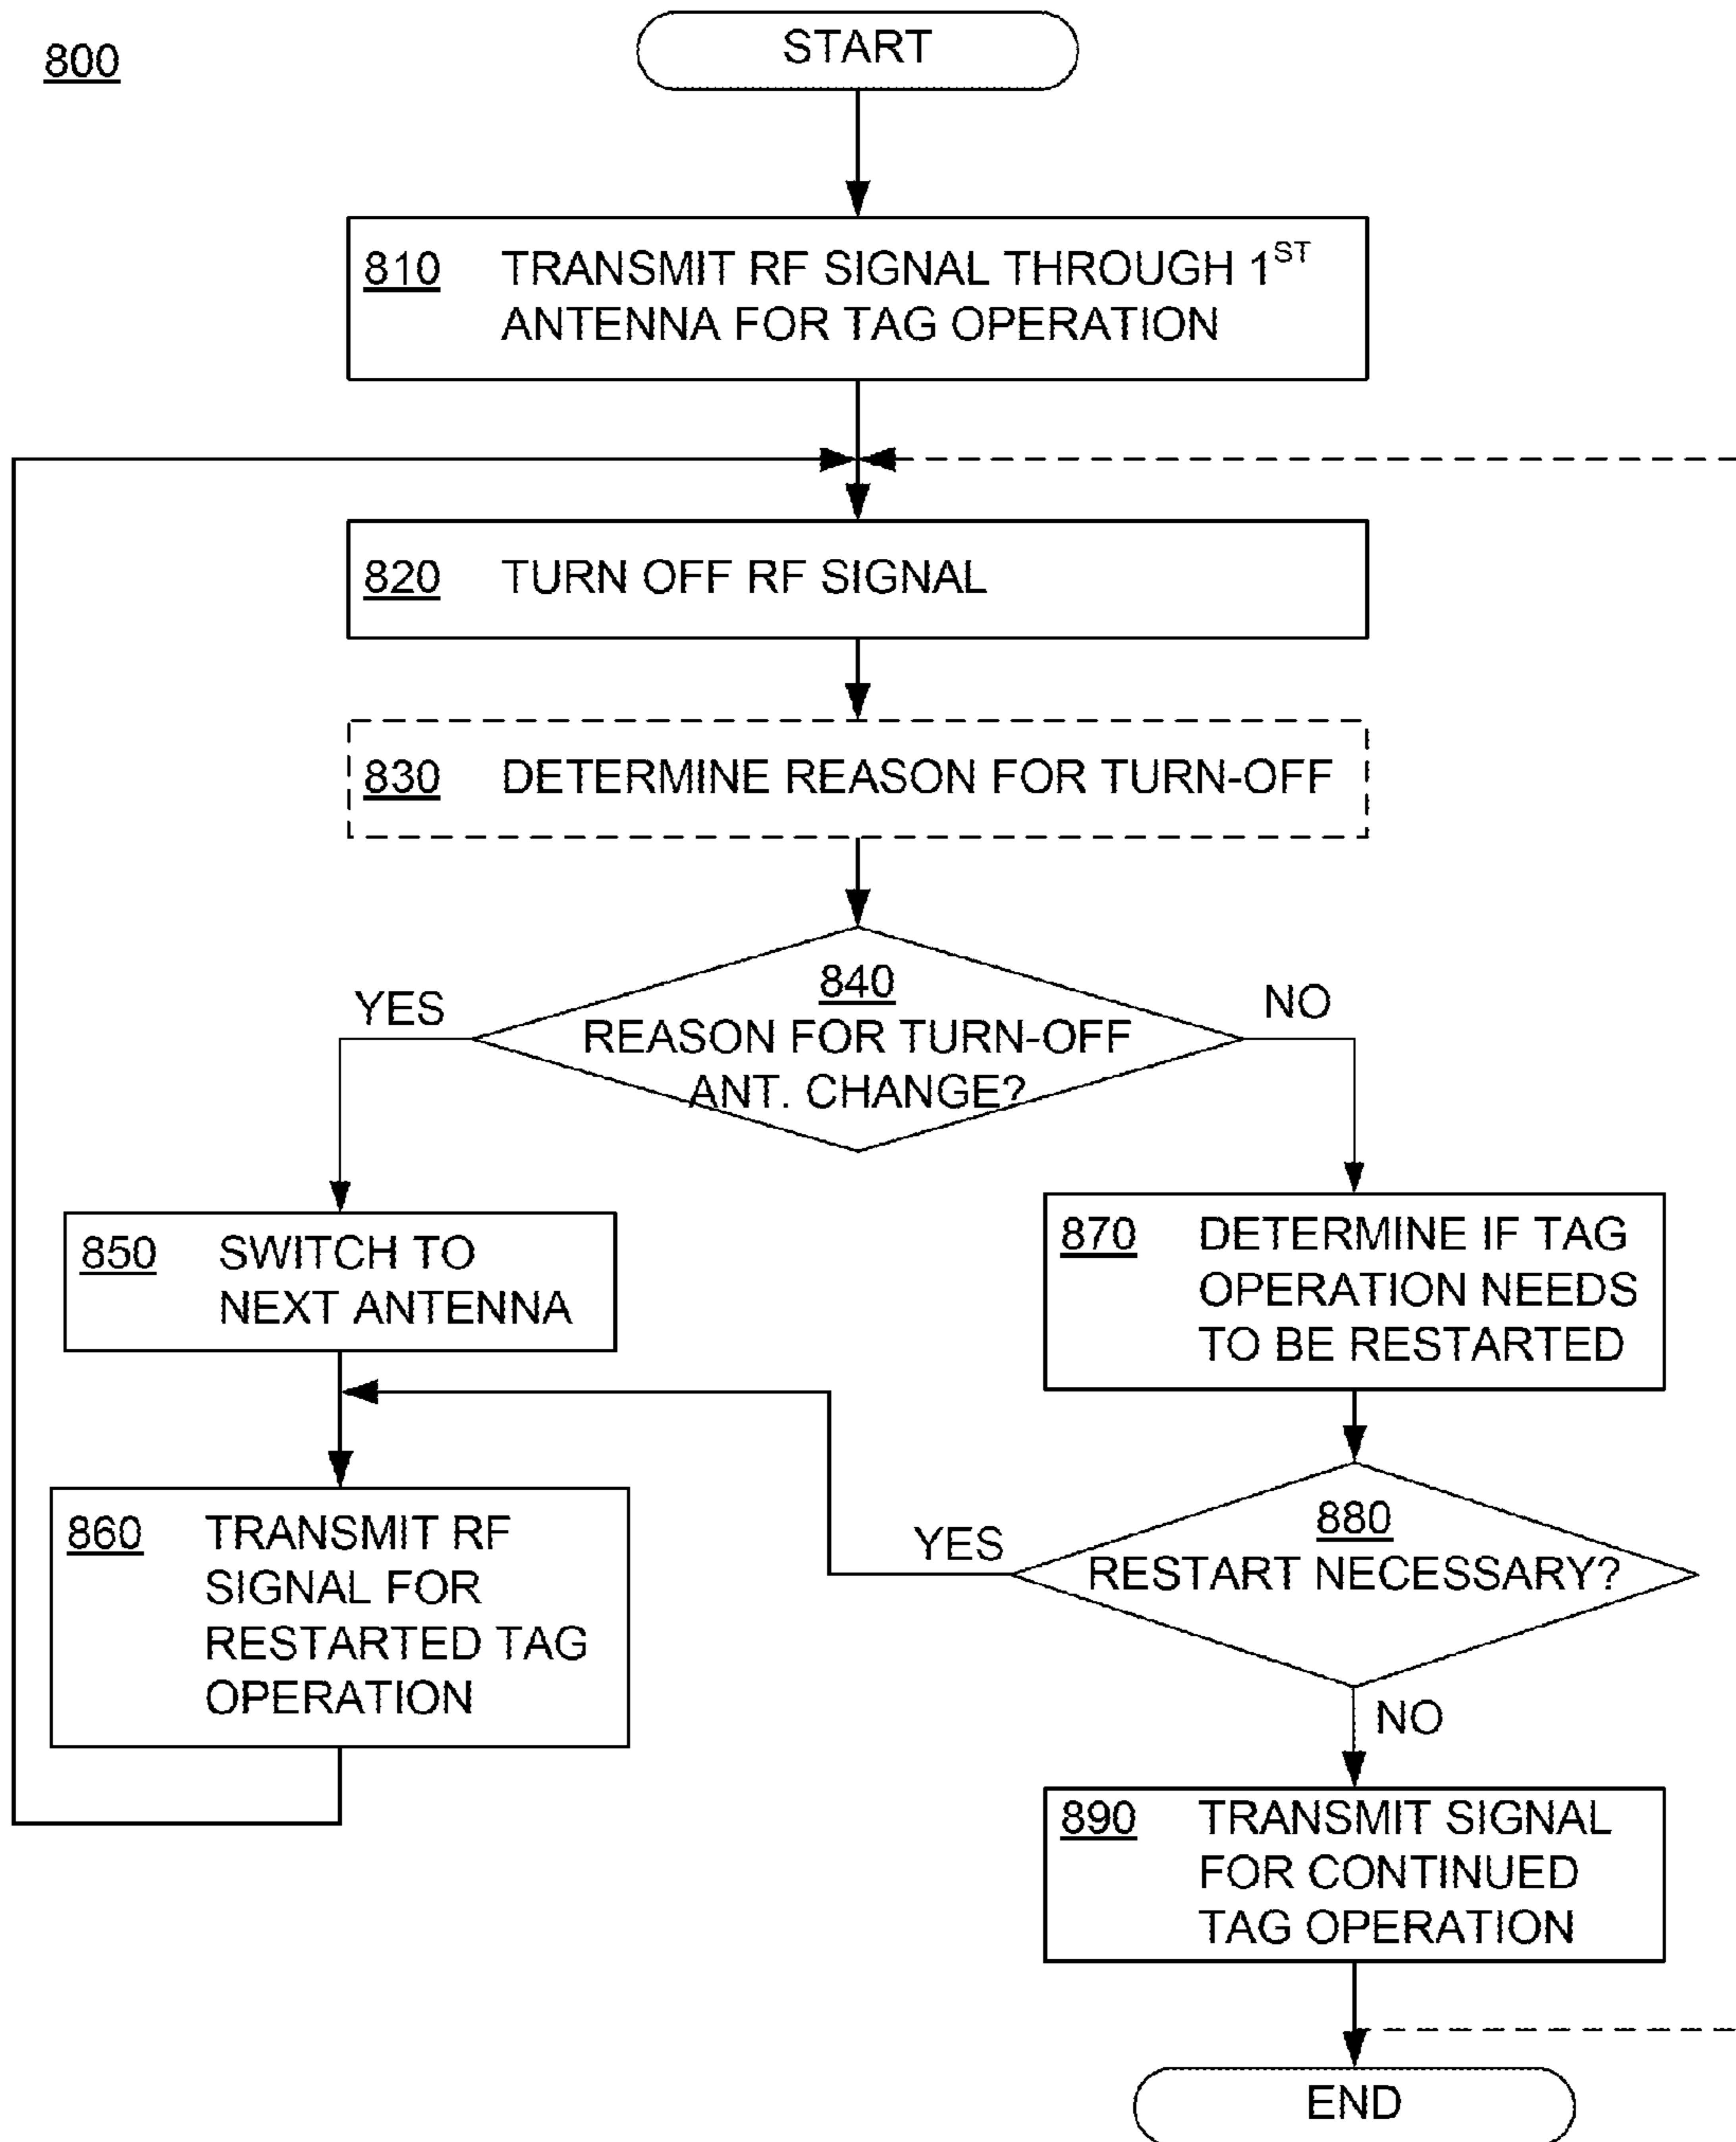 800
START
810 TRANSMIT RF SIGNAL THROUGH 1ST
ANTENNA FOR TAG OPERATION
820 TURN OFF RF SIGNAL
830 DETERMINE REASON FOR TURN-OFF
840
REASON FOR TURN-OFF
ANT. CHANGE?
YES
NO
850 SWITCH TO
NEXT ANTENNA
870 DETERMINE IF TAG
OPERATION NEEDS
TO BE RESTARTED
860 TRANSMIT RF
SIGNAL FOR
RESTARTED TAG
OPERATION
880
RESTART NECESSARY?
YES
NO
890 TRANSMIT SIGNAL
FOR CONTINUED
TAG OPERATION
END